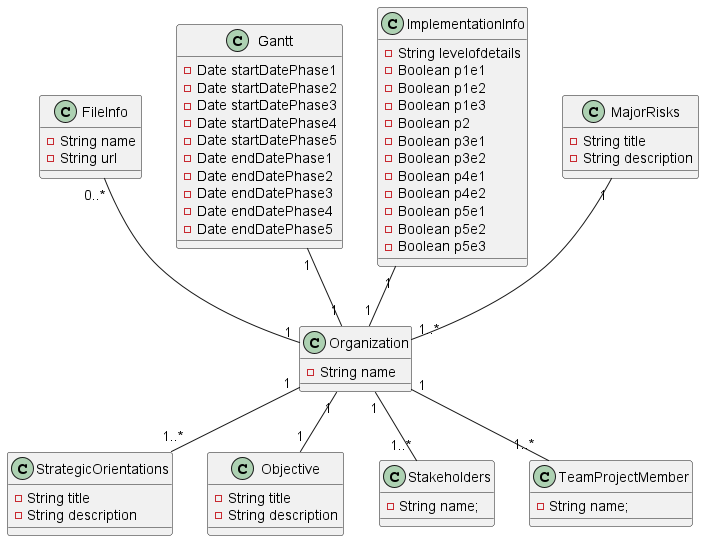 C FileInfo
String name
String url
C Gantt
Date startDatePhase1
Date startDatePhase2
Date startDatePhase3
Date startDatePhase4
Date startDatePhase5
Date endDatePhase1
Date endDatePhase2
Date endDatePhase3
Date endDatePhase4
Date endDatePhase5
C ImplementationInfo
String levelofdetails
Boolean p1e1
Boolean p1e2
Boolean p1e3
Boolean p2
Boolean p3e1
Boolean p3e2
Boolean p4e1
Boolean p4e2
Boolean p5e1
Boolean p5e2
Boolean p5e3
C MajorRisks
String title
String description
0..*
1
1
1
1
1
1
1..*
C Organization
String name
1
1
1
1
1..*
1
1..*
1..*
C StrategicOrientations
String title
String description
C Objective
String title
String description
C Stakeholders
String name;
C TeamProjectMember
String name;